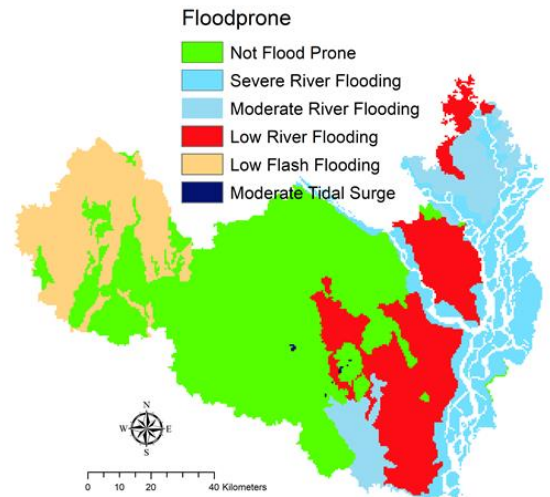 Floodprone
Not Flood Prone
Severe River Flooding
Moderate River Flooding
Low River Flooding
Low Flash Flooding
Moderate Tidal Surge
N
W E
S
0 10 20 40 Kilometers